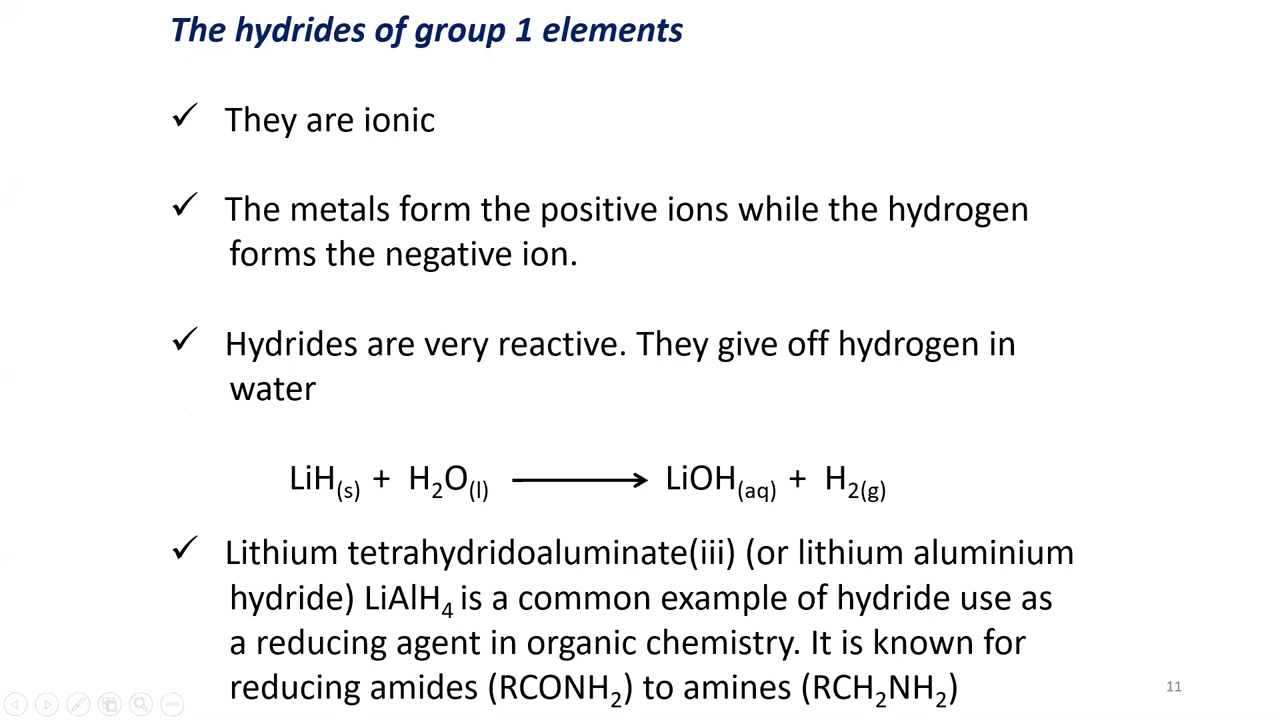 The hydrides of group 1 elements
✓ They are ionic
✓ The metals form the positive ions while the hydrogen
forms the negative ion.
✓ Hydrides are very reactive. They give off hydrogen in
water
LiH(s) + H2O(l) ⟶ LiOH(aq) + H2(g)
✓ Lithium tetrahydridoaluminate(iii) (or lithium aluminium
hydride) LiAlH4 is a common example of hydride use as
a reducing agent in organic chemistry. It is known for
reducing amides (RCONH2) to amines (RCH2NH2)
11